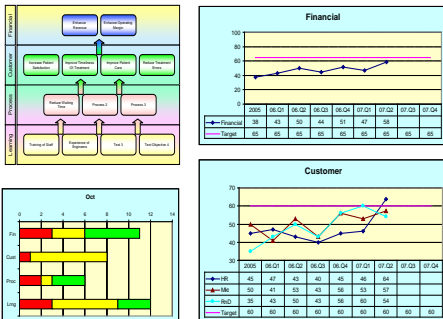 Financial
Enhance Revenue
Enhance Operating Margin
Customer
Increase Patient Distribution
Improve Timeliness Of Treatment
Improve Patient Care
Reduce Treatment Errors
Process
Reduce Waiting Time
Process 2
Process 3
Learning
Training of Staff
Experience of Engineers
Test 3
Test Objective 4
Financial
100
80
60
40
20
0
2005 06.Q1 06.Q2 06.Q3 06.Q4 07.Q1 07.Q2 07.Q3 07.Q4
Financial 38 43 50 44 51 47 58
Target 65 65 65 65 65 65 65 65 65
Oct
0 2 4 6 8 10 12 14
Fin
Cust
Proc
Lrng
Customer
70
60
50
40
30
2005 06.Q1 06.Q2 06.Q3 06.Q4 07.Q1 07.Q2 07.Q3 07.Q4
HR 45 47 43 40 45 46 64
Mkt 50 41 53 43 56 53 57
RnD 35 43 50 43 56 60 54
Target 60 60 60 60 60 60 60 60 60